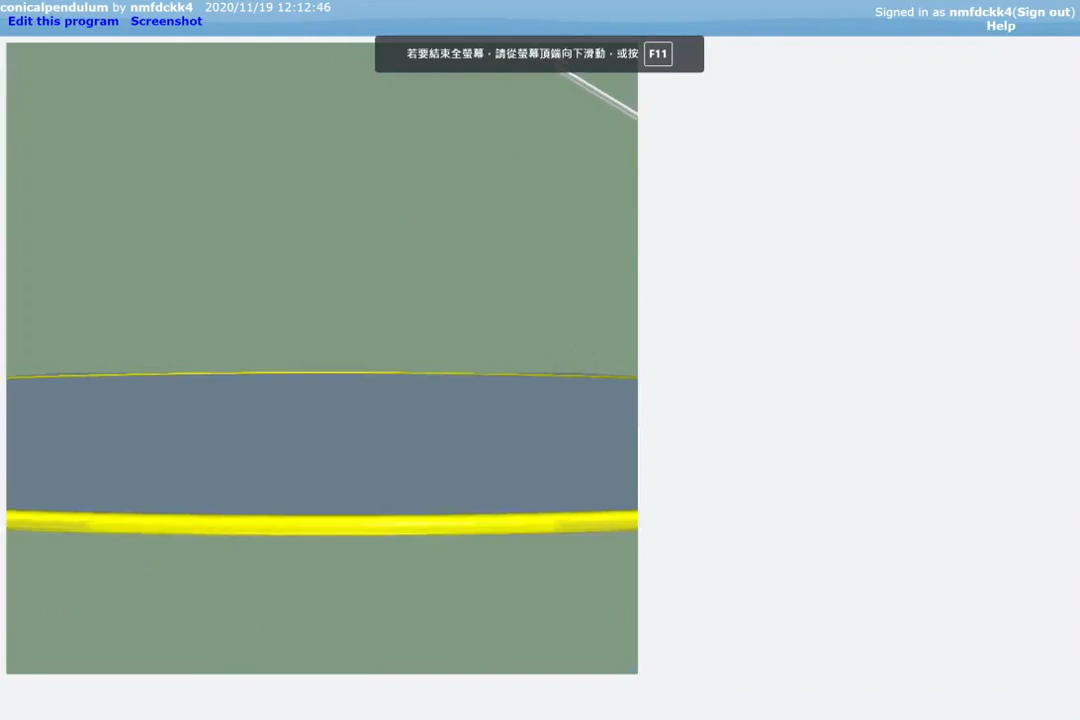 conicalpendulum by nmfdckk4 2020/11/19 12:12:46
Edit this program Screenshot
Signed in as nmfdckk4(Sign out)
Help
若要結束全螢幕，請從螢幕頂端向下滑動，或按 F11